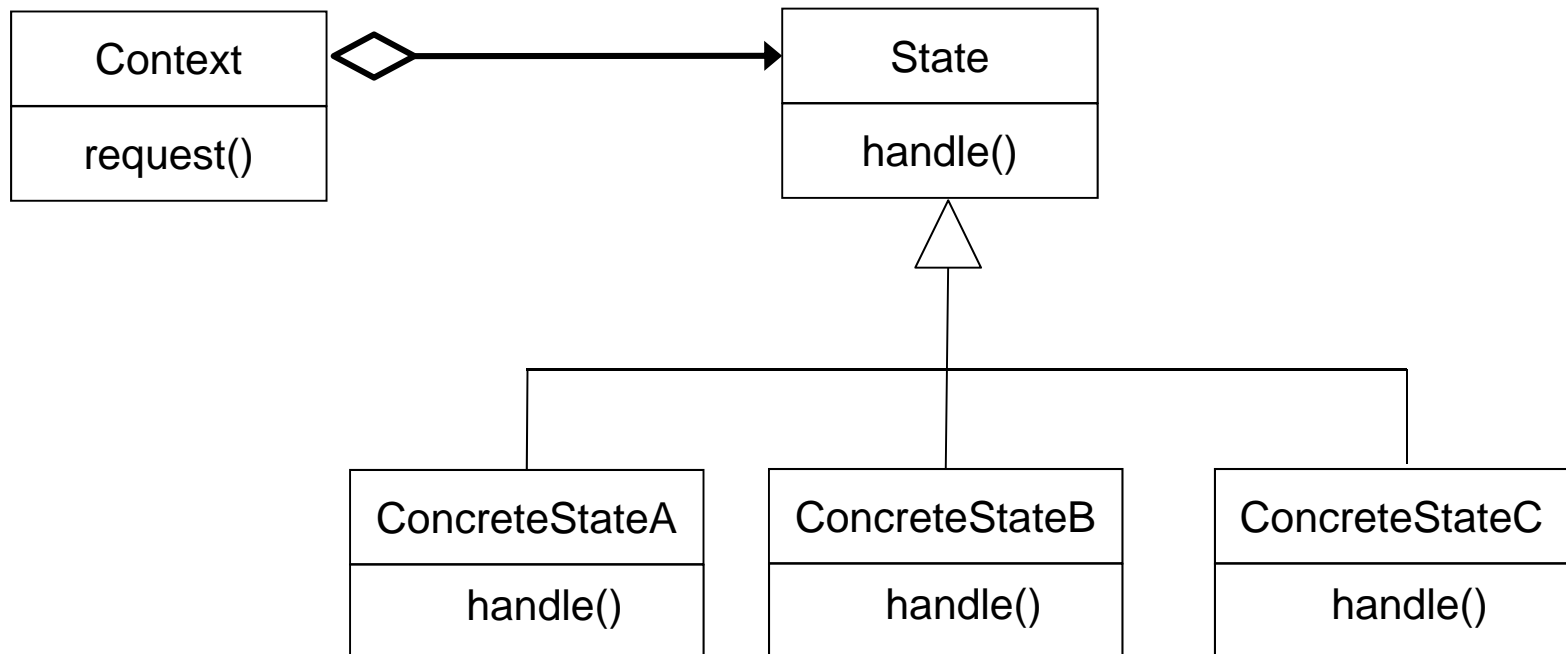 Context
State
request()
handle()
ConcreteStateA
ConcreteStateB
ConcreteStateC
handle()
handle()
handle()